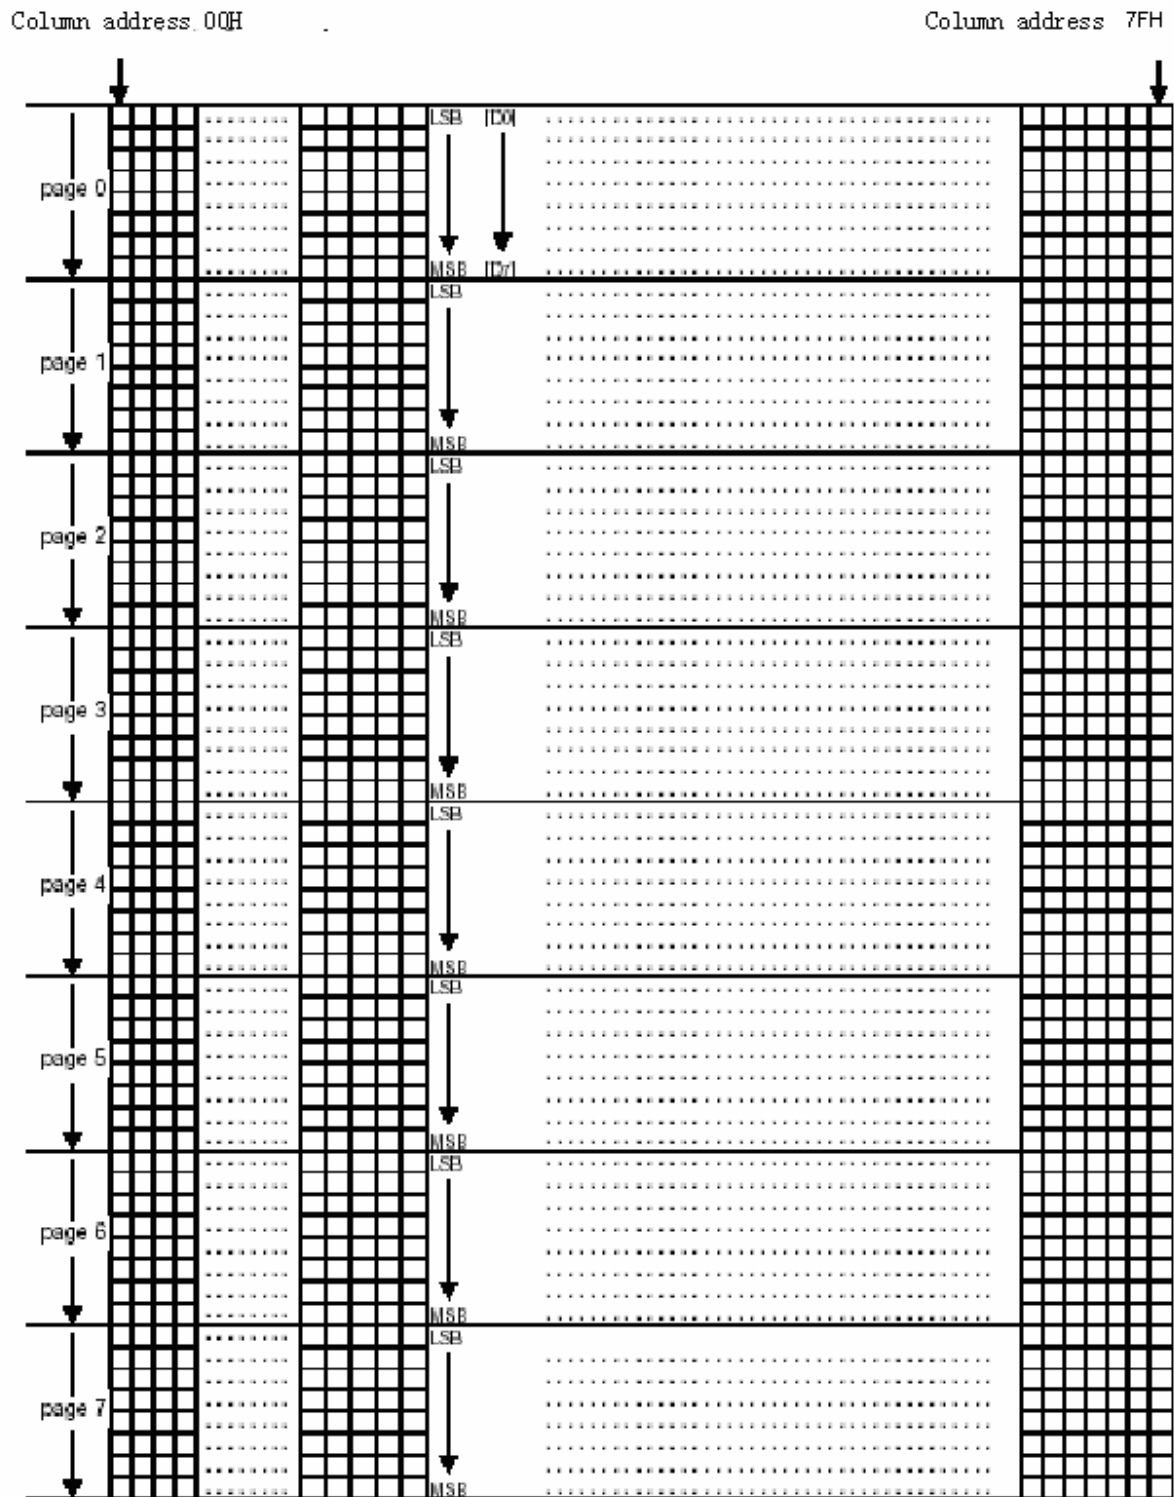 Column address 00H
Column address 7FH
LSB [D0]
page 0
MSB [D7]
LSB
page 1
MSB
LSB
page 2
MSB
LSB
page 3
MSB
LSB
page 4
MSB
LSB
page 5
MSB
LSB
page 6
MSB
LSB
page 7
MSB